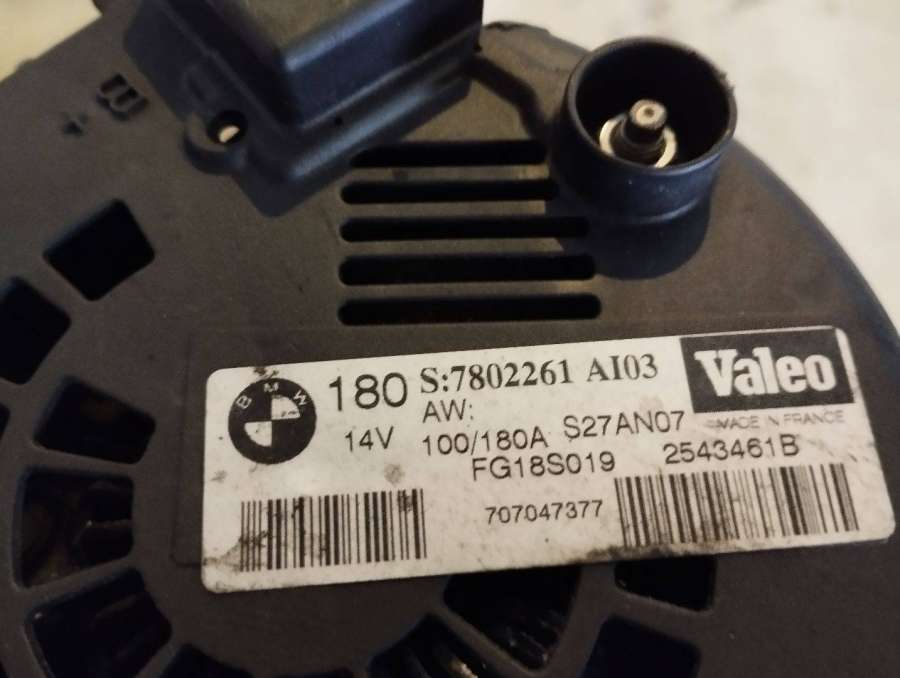 B
+
BMW
180 S:7802261 AI03
Valeo
AW:
MADE IN FRANCE
14V 100/180A S27AN07
FG18S019 2543461B
707047377